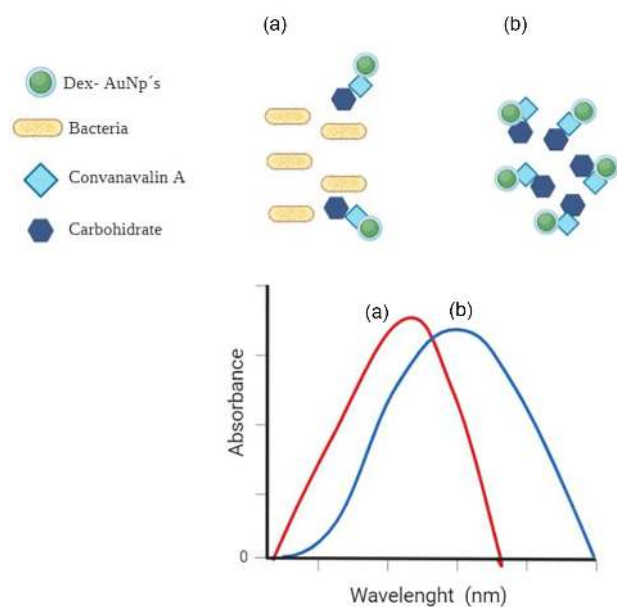 (a)
(b)
Dex- AuNp´s
Bacteria
Convanavalin A
Carbohidrate
(a)
(b)
Absorbance
0
Wavelenght (nm)